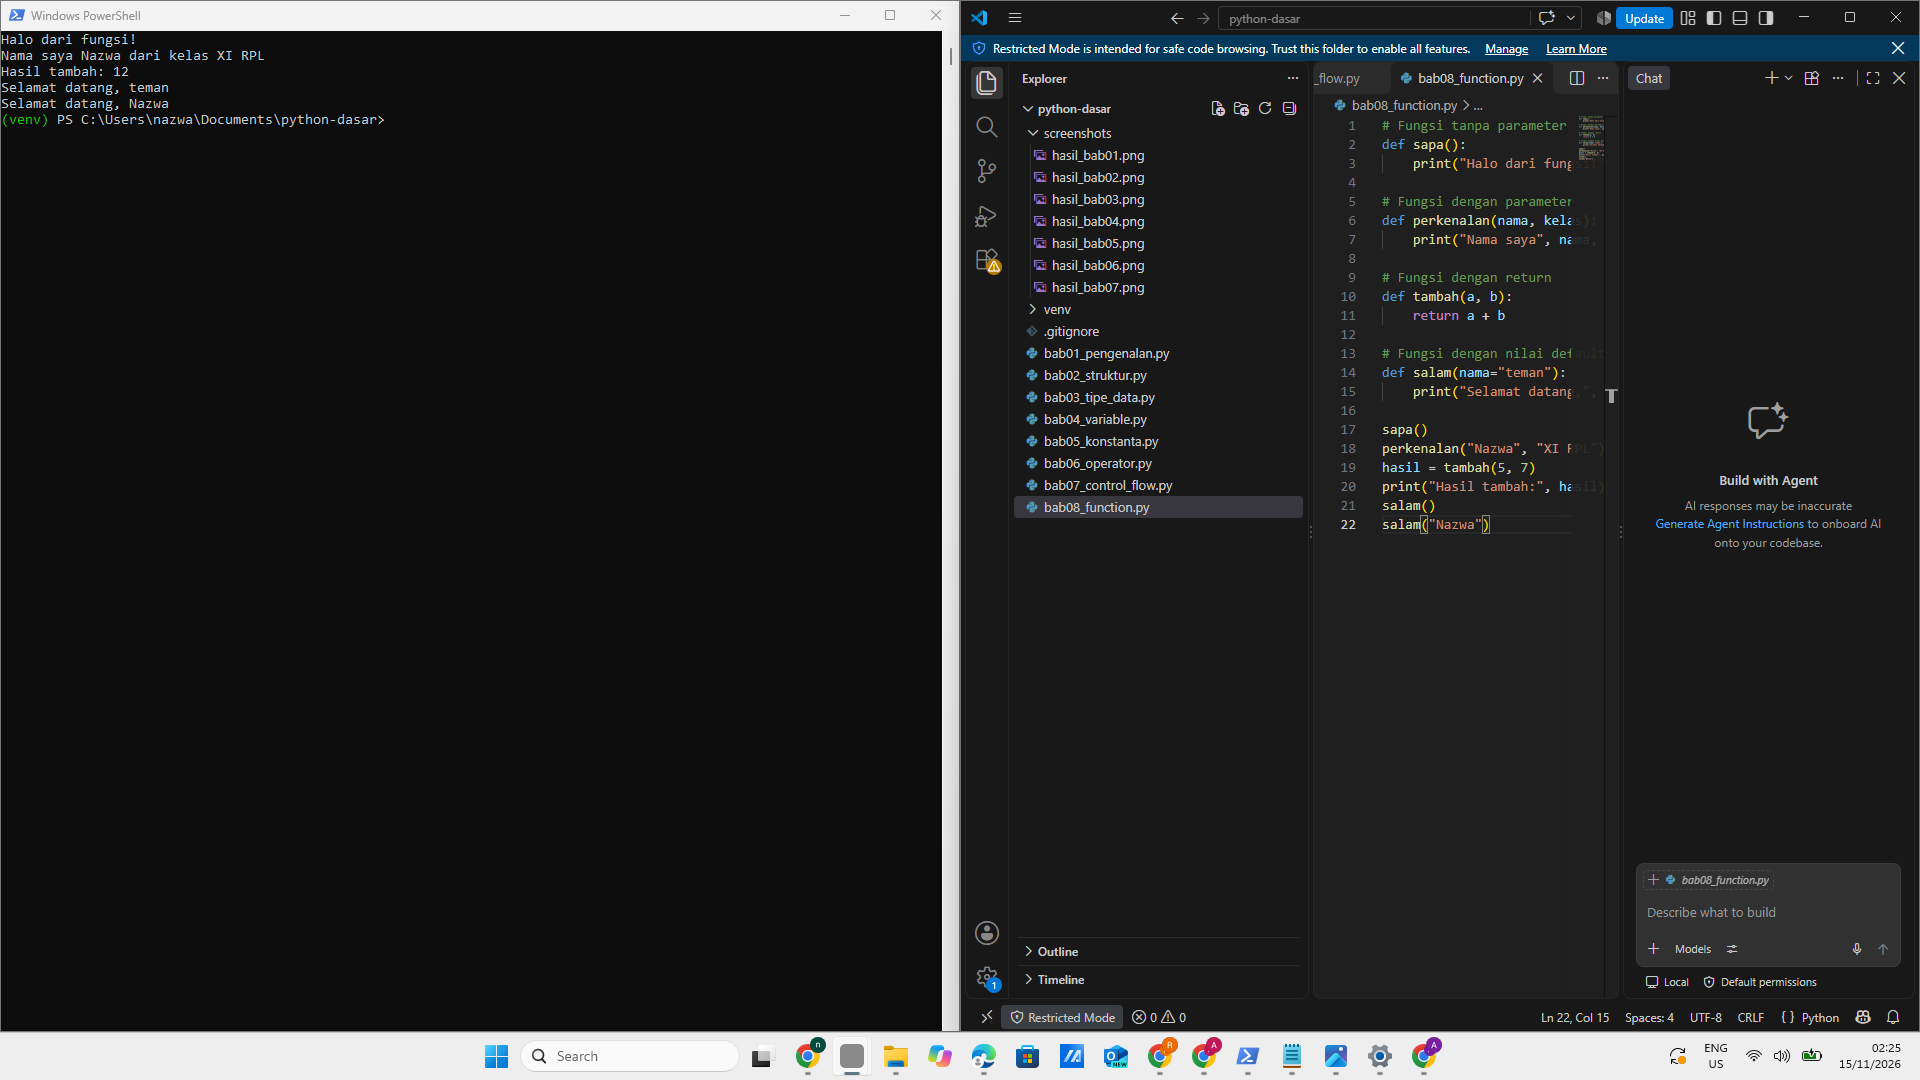 Windows PowerShell
Halo dari fungsi!
Nama saya Nazwa dari kelas XI RPL
Hasil tambah: 12
Selamat datang, teman
Selamat datang, Nazwa
(venv) PS C:\Users\nazwa\Documents\python-dasar>
python-dasar
Update
Restricted Mode is intended for safe code browsing. Trust this folder to enable all features. Manage Learn More
Explorer
python-dasar
screenshots
hasil_bab01.png
hasil_bab02.png
hasil_bab03.png
hasil_bab04.png
hasil_bab05.png
hasil_bab06.png
hasil_bab07.png
venv
.gitignore
bab01_pengenalan.py
bab02_struktur.py
bab03_tipe_data.py
bab04_variable.py
bab05_konstanta.py
bab06_operator.py
bab07_control_flow.py
bab08_function.py
Outline
Timeline
_flow.py
bab08_function.py
bab08_function.py > ...
1 # Fungsi tanpa parameter
2 def sapa():
3 print("Halo dari fung
4
5 # Fungsi dengan parameter
6 def perkenalan(nama, kelas):
7 print("Nama saya", nama,
8
9 # Fungsi dengan return
10 def tambah(a, b):
11 return a + b
12
13 # Fungsi dengan nilai default
14 def salam(nama="teman"):
15 print("Selamat datang,",
16
17 sapa()
18 perkenalan("Nazwa", "XI RPL")
19 hasil = tambah(5, 7)
20 print("Hasil tambah:", hasil)
21 salam()
22 salam("Nazwa")
Chat
Build with Agent
AI responses may be inaccurate
Generate Agent Instructions to onboard AI
onto your codebase.
bab08_function.py
Describe what to build
Models
Local
Default permissions
1
Restricted Mode
0
0
Ln 22, Col 15
Spaces: 4
UTF-8
CRLF
{ } Python
Search
n
NEW
R
A
A
ENG
US
02:25
15/11/2026